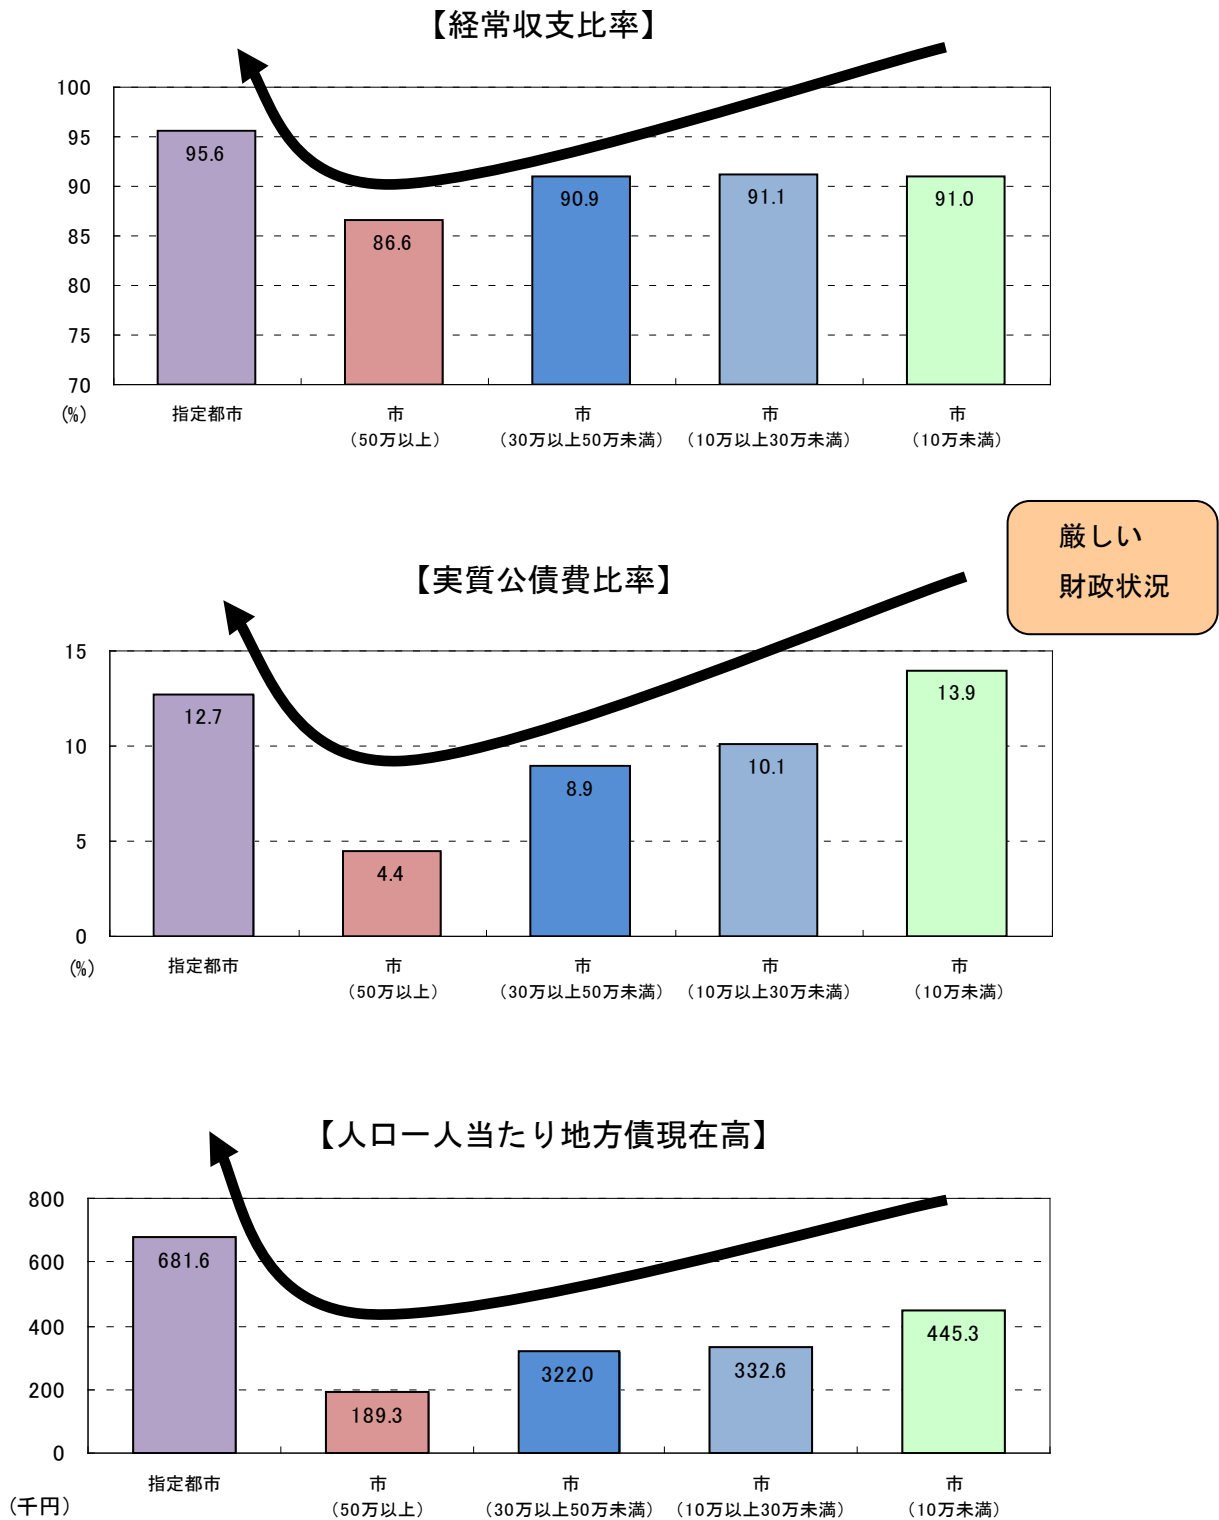 【経常収支比率】
100
95
90
85
80
75
70
(%)
95.6
86.6
90.9
91.1
91.0
指定都市
市
（50万以上）
市
（30万以上50万未満）
市
（10万以上30万未満）
市
（10万未満）
厳しい
財政状況
【実質公債費比率】
15
10
5
0
(%)
12.7
4.4
8.9
10.1
13.9
指定都市
市
（50万以上）
市
（30万以上50万未満）
市
（10万以上30万未満）
市
（10万未満）
【人口一人当たり地方債現在高】
800
600
400
200
0
(千円)
681.6
189.3
322.0
332.6
445.3
指定都市
市
（50万以上）
市
（30万以上50万未満）
市
（10万以上30万未満）
市
（10万未満）